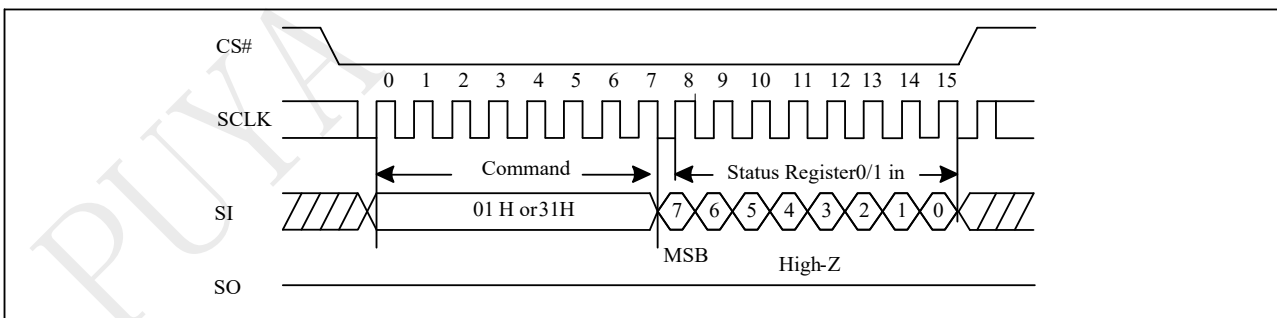 CS#
0 1 2 3 4 5 6 7 8 9 10 11 12 13 14 15
SCLK
Command Status Register0/1 in
SI 01 H or31H 7 6 5 4 3 2 1 0
MSB High-Z
SO
PUYA